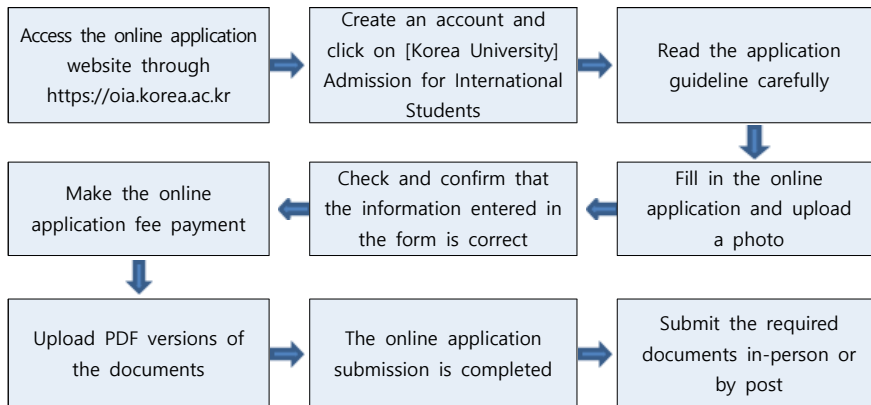 Access the online application
website through
https://oia.korea.ac.kr
Create an account and
click on [Korea University]
Admission for International
Students
Read the application
guideline carefully
Fill in the online
application and upload
a photo
Check and confirm that
the information entered in
the form is correct
Make the online
application fee payment
Upload PDF versions of
the documents
The online application
submission is completed
Submit the required
documents in-person or
by post